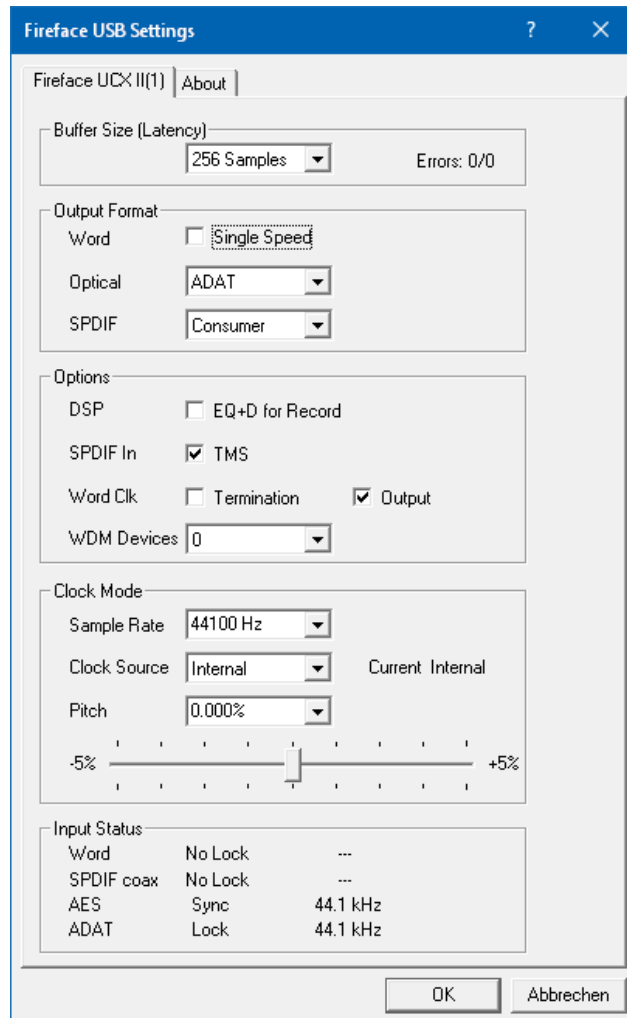 Fireface USB Settings ?
Fireface UCX II(1) About
Buffer Size (Latency)
256 Samples Errors: 0/0
Output Format
Word Single Speed
Optical ADAT
SPDIF Consumer
Options
DSP EQ+D for Record
SPDIF In TMS
Word Clk Termination Output
WDM Devices 0
Clock Mode
Sample Rate 44100 Hz
Clock Source Internal Current Internal
Pitch 0.000%
-5% +5%
Input Status
Word No Lock ---
SPDIF coax No Lock ---
AES Sync 44.1 kHz
ADAT Lock 44.1 kHz
OK Abbrechen